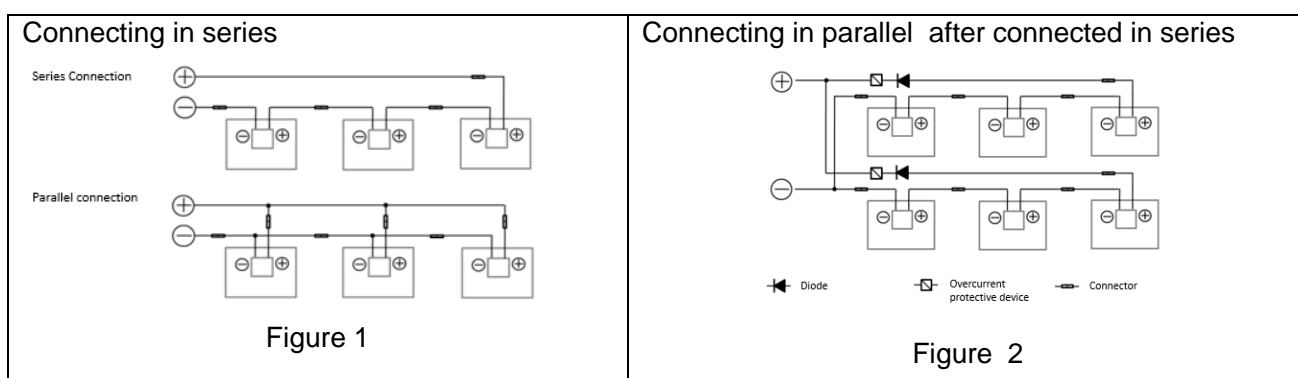 Connecting in series
Series Connection
⊕
⊖
⊖ ⊕ ⊖ ⊕ ⊖ ⊕
Parallel connection
⊕
⊖
⊖ ⊕ ⊖ ⊕ ⊖ ⊕
Figure 1
Connecting in parallel after connected in series
⊕
⊖ ⊕ ⊖ ⊕ ⊖ ⊕
⊖
⊖ ⊕ ⊖ ⊕ ⊖ ⊕
Diode
Overcurrent
protective device
Connector
Figure 2